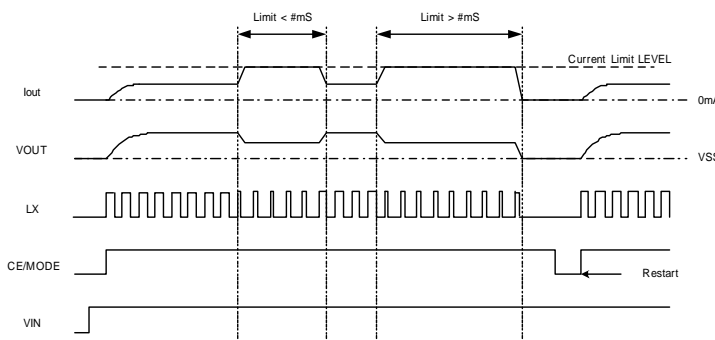 Limit < #mS
Limit > #mS
Current Limit LEVEL
Iout
0mA
VOUT
VSS
LX
CE/MODE
Restart
VIN